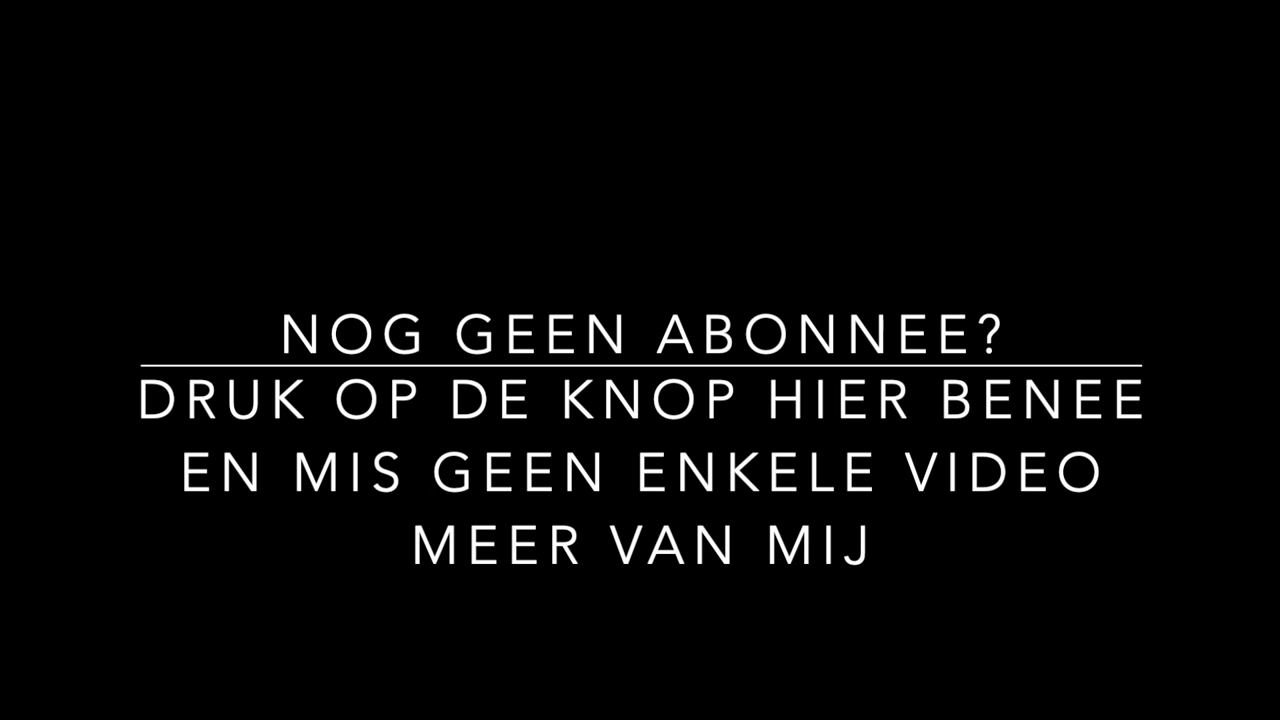 NOG GEEN ABONNEE?
DRUK OP DE KNOP HIER BENEE
EN MIS GEEN ENKELE VIDEO
MEER VAN MIJ